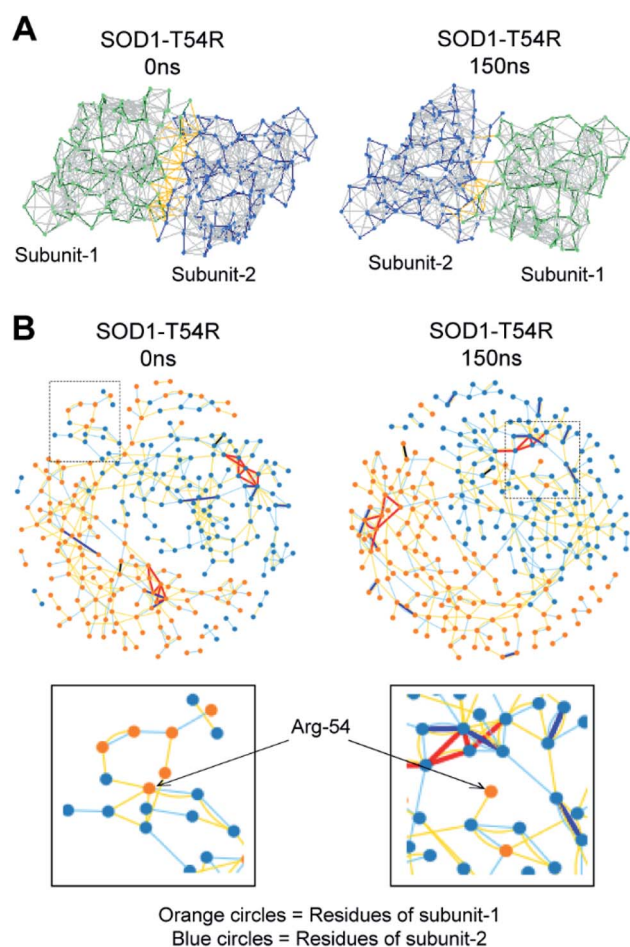 A
SOD1-T54R
0ns
SOD1-T54R
150ns
Subunit-1
Subunit-2
Subunit-2
Subunit-1
B
SOD1-T54R
0ns
SOD1-T54R
150ns
Arg-54
Orange circles = Residues of subunit-1
Blue circles = Residues of subunit-2